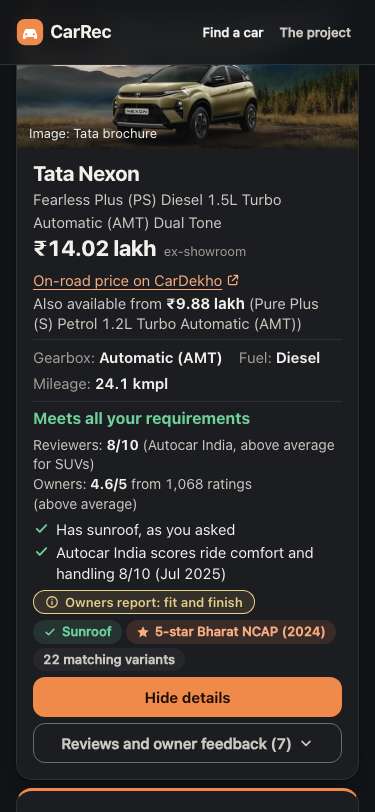 CarRec
Find a car
The project
NEXON
Image: Tata brochure
Tata Nexon
Fearless Plus (PS) Diesel 1.5L Turbo
Automatic (AMT) Dual Tone
₹14.02 lakh ex-showroom
On-road price on CarDekho
Also available from ₹9.88 lakh (Pure Plus
(S) Petrol 1.2L Turbo Automatic (AMT))
Gearbox: Automatic (AMT) Fuel: Diesel
Mileage: 24.1 kmpl
Meets all your requirements
Reviewers: 8/10 (Autocar India, above average
for SUVs)
Owners: 4.6/5 from 1,068 ratings
(above average)
Has sunroof, as you asked
Autocar India scores ride comfort and
handling 8/10 (Jul 2025)
Owners report: fit and finish
Sunroof
5-star Bharat NCAP (2024)
22 matching variants
Hide details
Reviews and owner feedback (7)